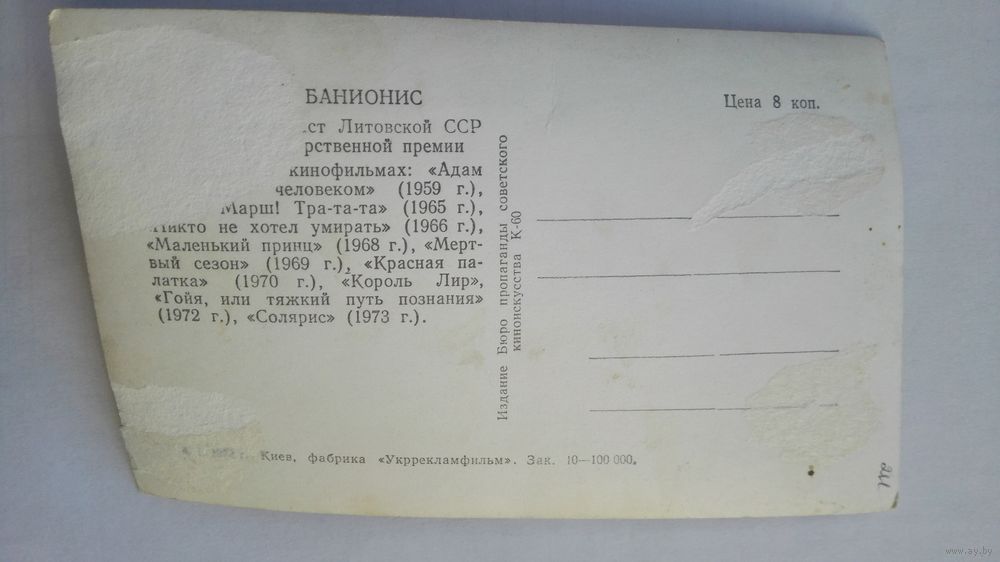 БАНИОНИС
ст Литовской ССР
рственной премии
кинофильмах: «Адам
человеком» (1959 г.),
Марш! Тра-та-та» (1965 г.),
икто не хотел умирать» (1966 г.),
«Маленький принц» (1968 г.), «Мерт-
вый сезон» (1969 г.), «Красная па-
латка» (1970 г.), «Король Лир»,
«Гойя, или тяжкий путь познания»
(1972 г.), «Солярис» (1973 г.).
Киев, фабрика «Укррекламфильм». Зак. 10—100 000.
Издание Бюро пропаганды советского
киноискусства К-60
Цена 8 коп.
www.ay.by